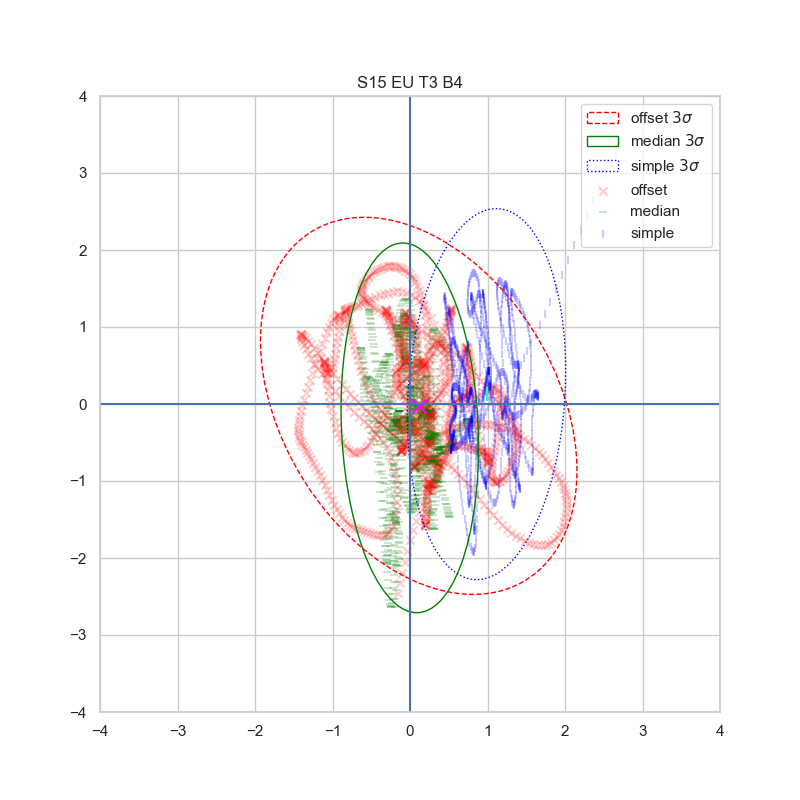 S15 EU T3 B4
offset 3σ
median 3σ
simple 3σ
offset
median
simple
4
3
2
1
0
−1
−2
−3
−4
−4 −3 −2 −1 0 1 2 3 4